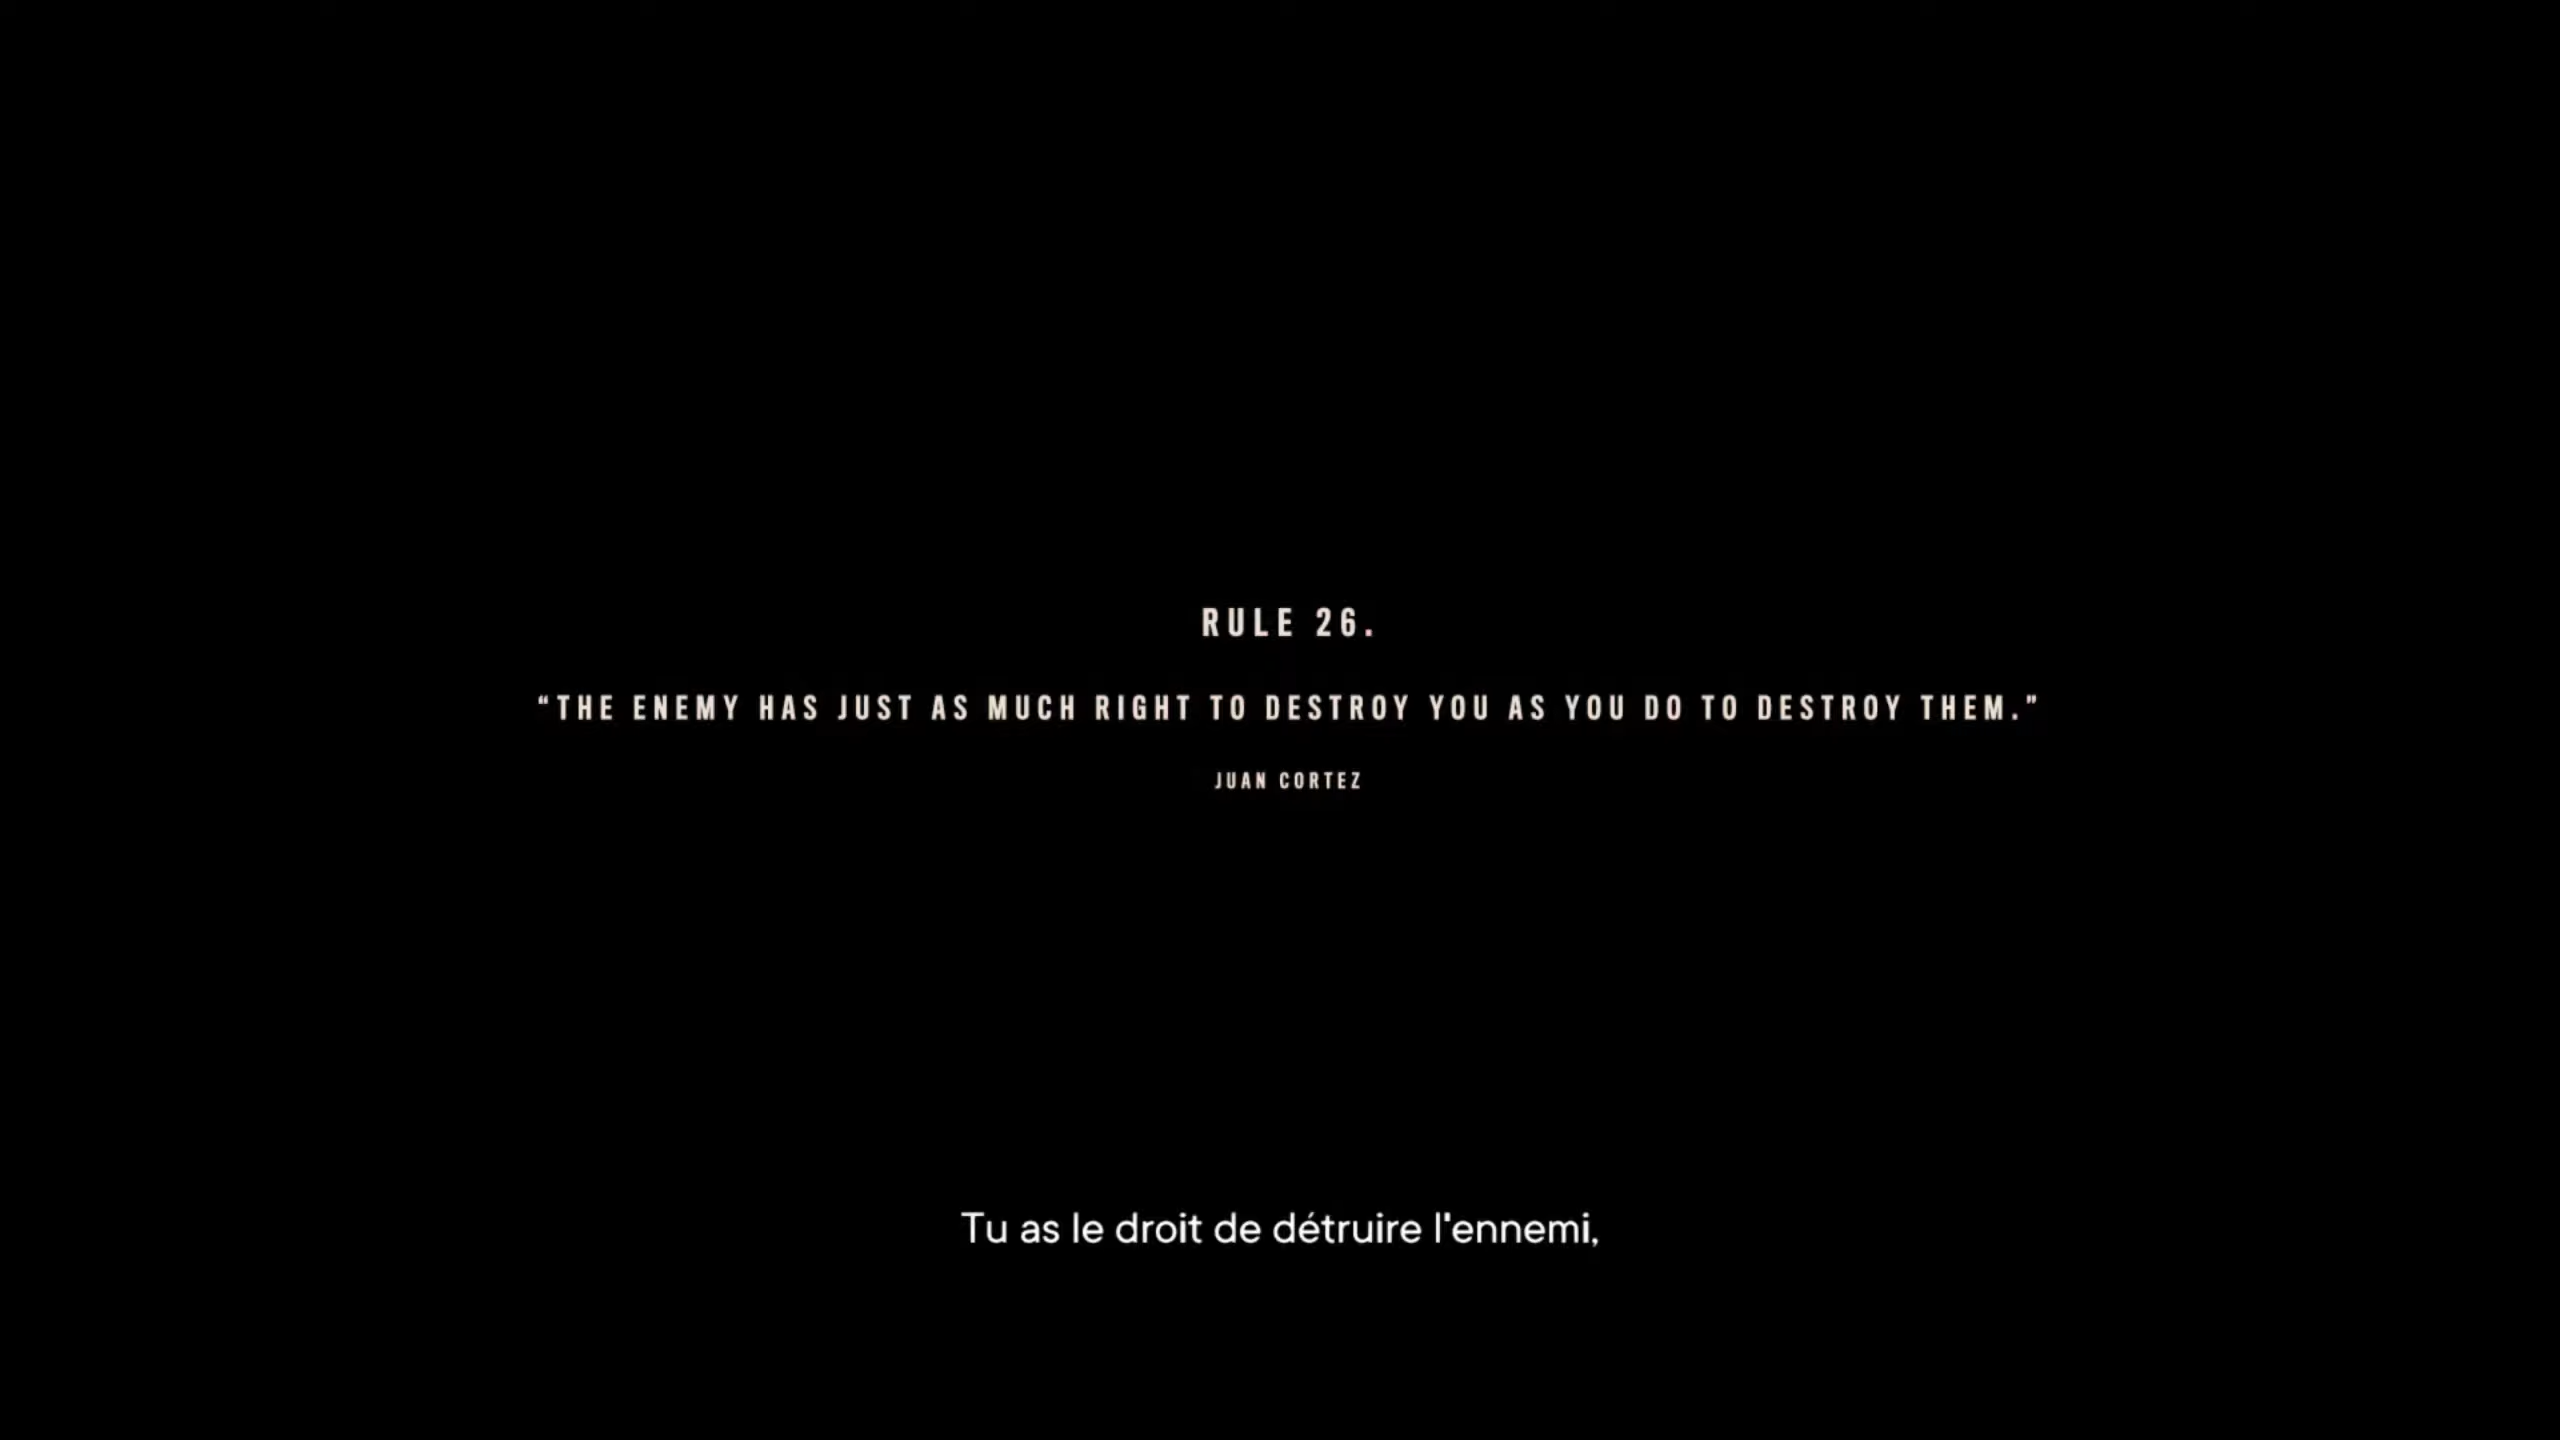 RULE 26.
“THE ENEMY HAS JUST AS MUCH RIGHT TO DESTROY YOU AS YOU DO TO DESTROY THEM.”
JUAN CORTEZ
Tu as le droit de détruire l'ennemi,